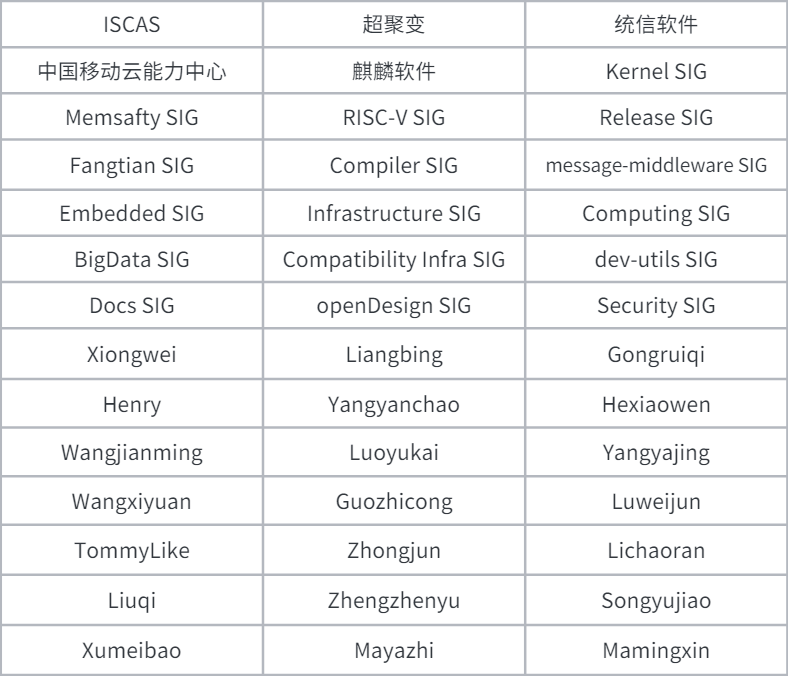 ISCAS 超聚变 统信软件
中国移动云能力中心 麒麟软件 Kernel SIG
Memsafty SIG RISC-V SIG Release SIG
Fangtian SIG Compiler SIG message-middleware SIG
Embedded SIG Infrastructure SIG Computing SIG
BigData SIG Compatibility Infra SIG dev-utils SIG
Docs SIG openDesign SIG Security SIG
Xiongwei Liangbing Gongruiqi
Henry Yangyanchao Hexiaowen
Wangjianming Luoyukai Yangyajing
Wangxiyuan Guozhicong Luweijun
TommyLike Zhongjun Lichaoran
Liuqi Zhengzhenyu Songyujiao
Xumeibao Mayazhi Mamingxin